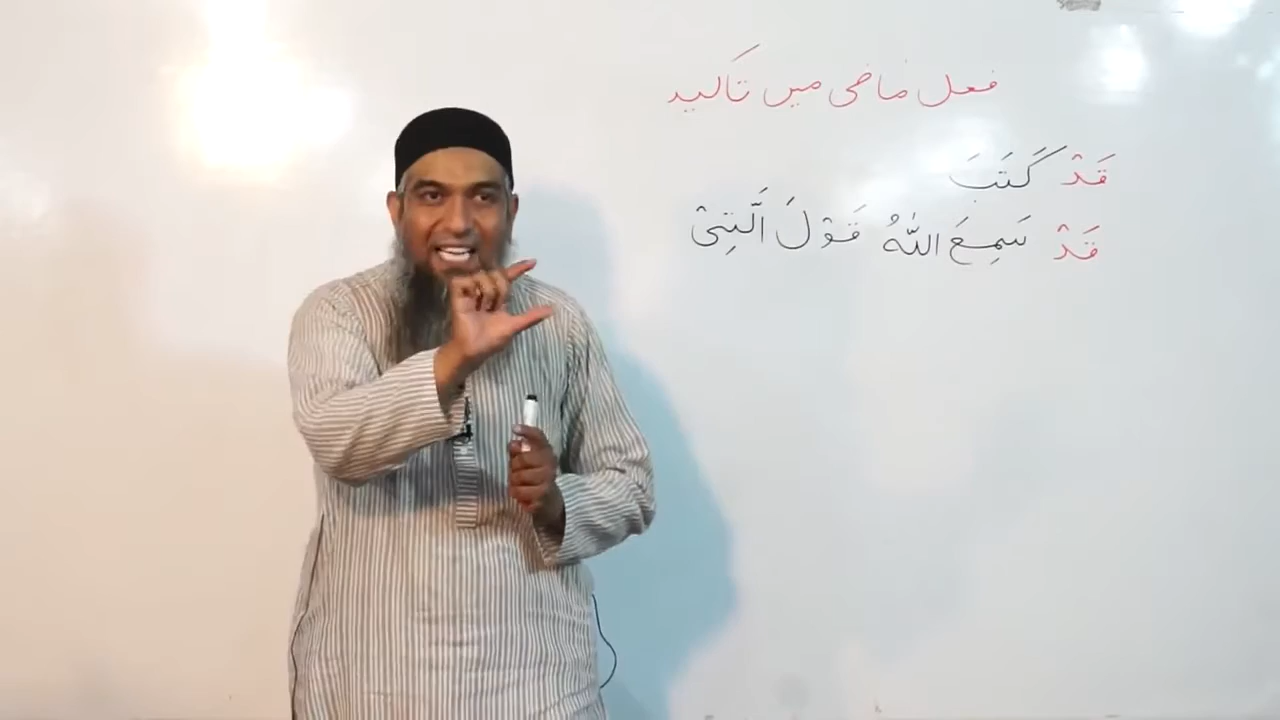 فعل ماضی میں تاکید
قَدْ كَتَبَ
قَدْ سَمِعَ اللّٰهُ قَوْلَ الَّتِیْ